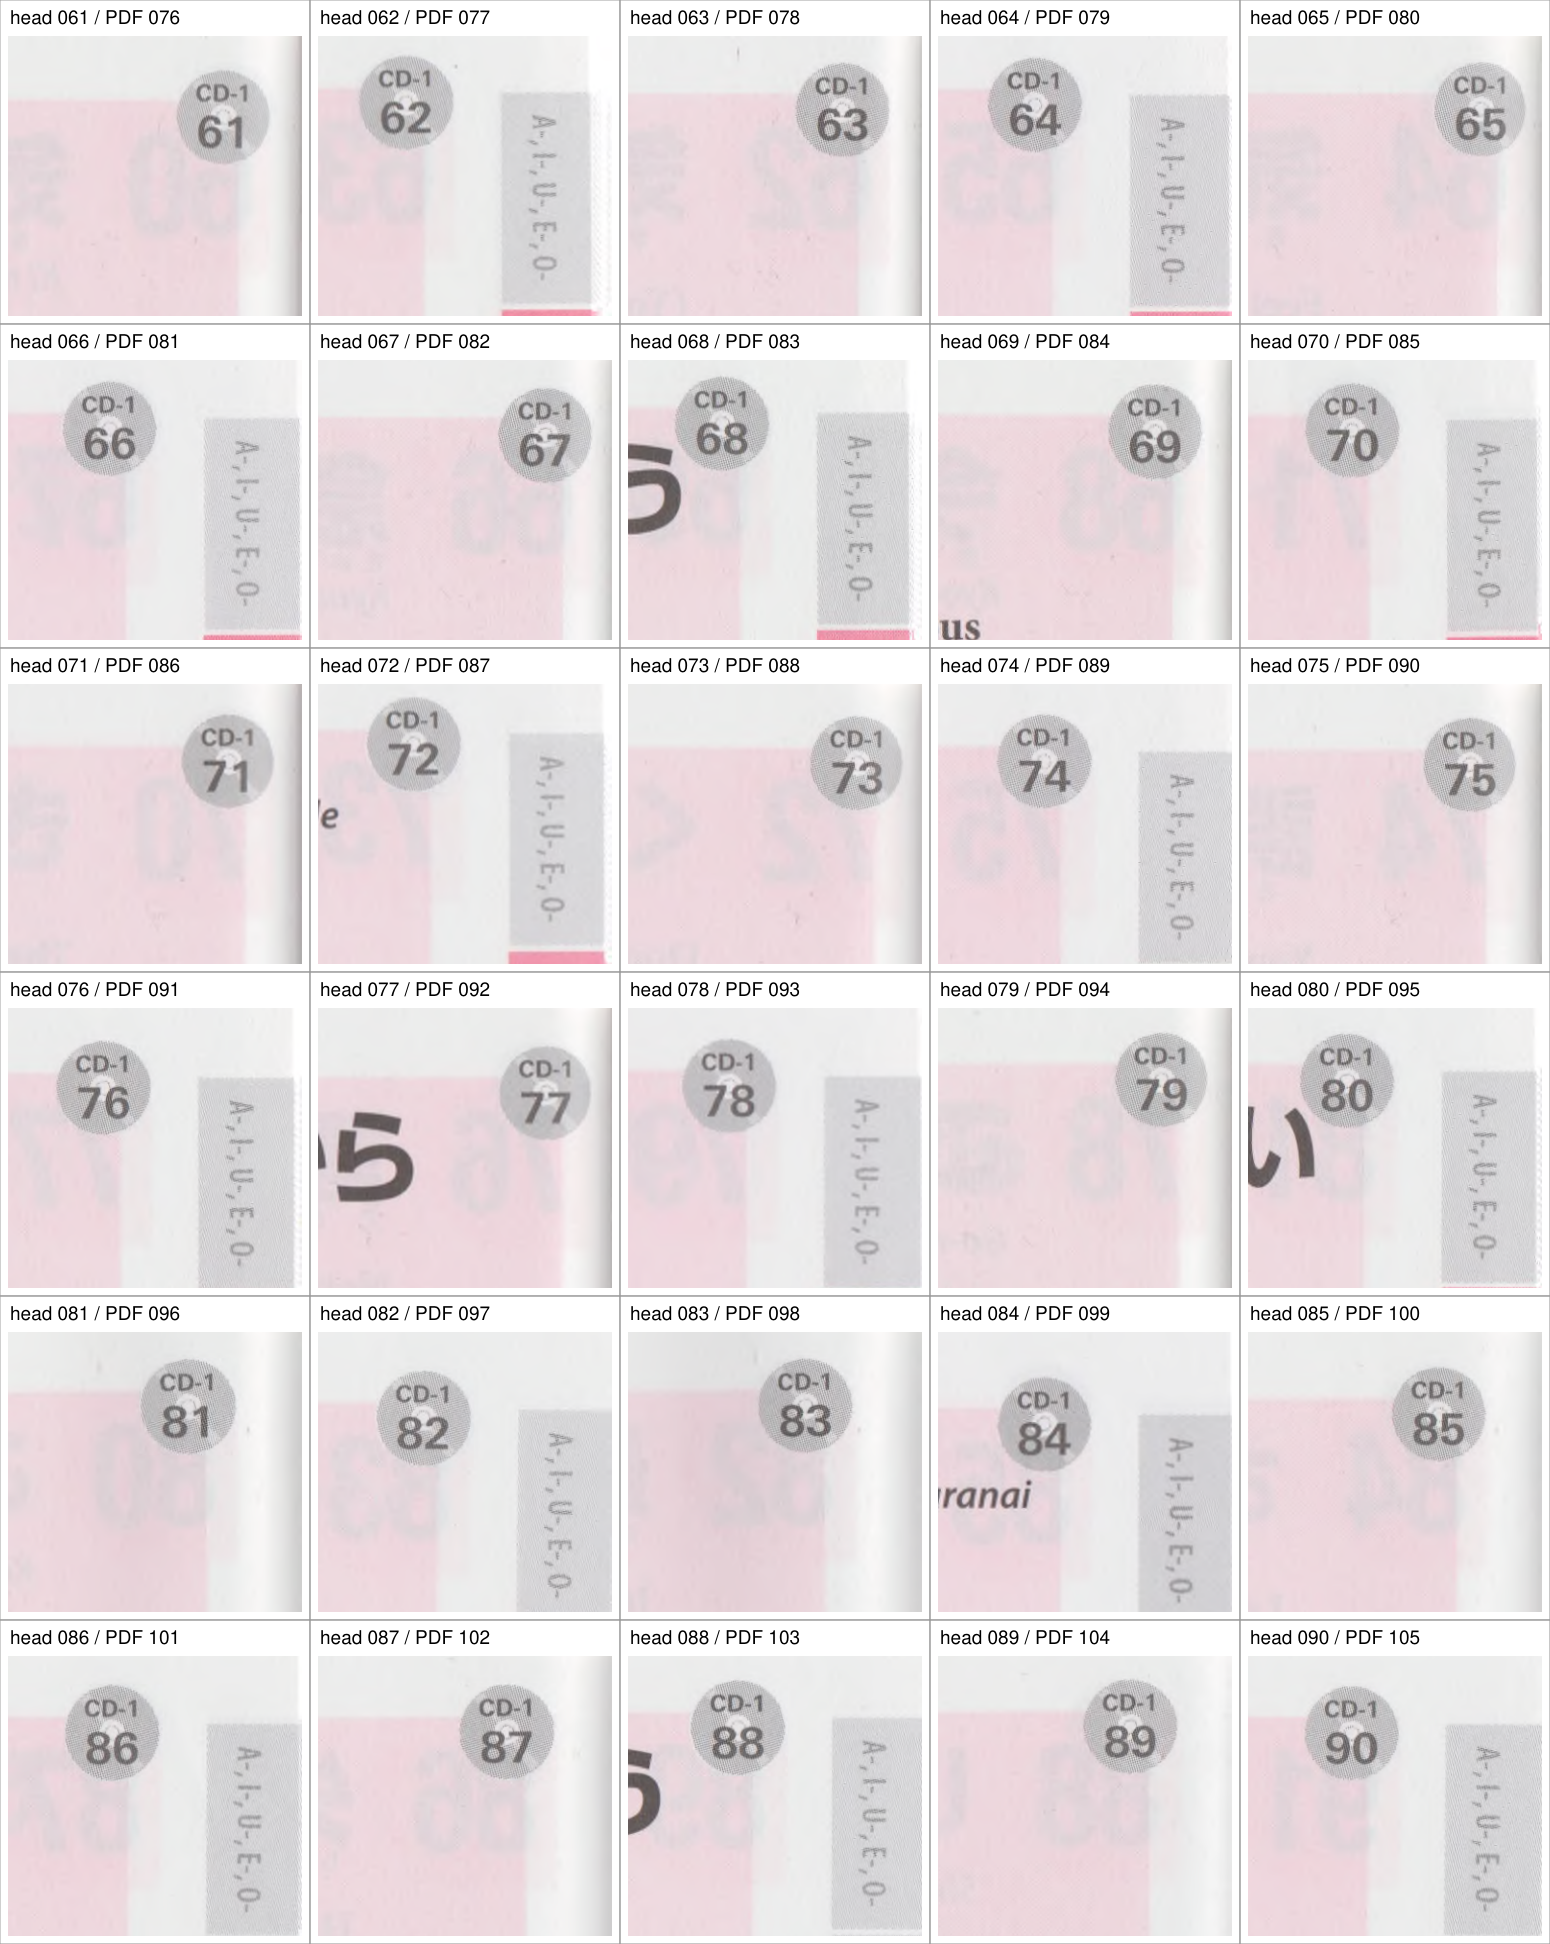 head 061 / PDF 076
CD-1
61
head 062 / PDF 077
CD-1
62
A-, I-, U-, E-, O-
head 063 / PDF 078
CD-1
63
head 064 / PDF 079
CD-1
64
A-, I-, U-, E-, O-
head 065 / PDF 080
CD-1
65
head 066 / PDF 081
CD-1
66
A-, I-, U-, E-, O-
head 067 / PDF 082
CD-1
67
head 068 / PDF 083
CD-1
68
ら
A-, I-, U-, E-, O-
head 069 / PDF 084
CD-1
69
us
head 070 / PDF 085
CD-1
70
A-, I-, U-, E-, O-
head 071 / PDF 086
CD-1
71
head 072 / PDF 087
CD-1
72
e
A-, I-, U-, E-, O-
head 073 / PDF 088
CD-1
73
head 074 / PDF 089
CD-1
74
A-, I-, U-, E-, O-
head 075 / PDF 090
CD-1
75
head 076 / PDF 091
CD-1
76
A-, I-, U-, E-, O-
head 077 / PDF 092
CD-1
77
ら
head 078 / PDF 093
CD-1
78
A-, I-, U-, E-, O-
head 079 / PDF 094
CD-1
79
head 080 / PDF 095
CD-1
80
い
A-, I-, U-, E-, O-
head 081 / PDF 096
CD-1
81
head 082 / PDF 097
CD-1
82
A-, I-, U-, E-, O-
head 083 / PDF 098
CD-1
83
head 084 / PDF 099
CD-1
84
ranai
A-, I-, U-, E-, O-
head 085 / PDF 100
CD-1
85
head 086 / PDF 101
CD-1
86
A-, I-, U-, E-, O-
head 087 / PDF 102
CD-1
87
head 088 / PDF 103
CD-1
88
A-, I-, U-, E-, O-
head 089 / PDF 104
CD-1
89
head 090 / PDF 105
CD-1
90
A-, I-, U-, E-, O-